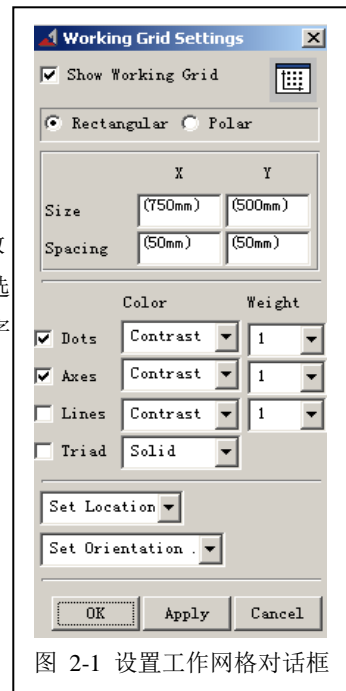 Working Grid Settings
Show Working Grid
Rectangular Polar
X Y
Size (750mm) (500mm)
Spacing (50mm) (50mm)
Color Weight
Dots Contrast 1
Axes Contrast 1
Lines Contrast 1
Triad Solid
Set Location
Set Orientation .
OK Apply Cancel
图 2-1 设置工作网格对话框
选